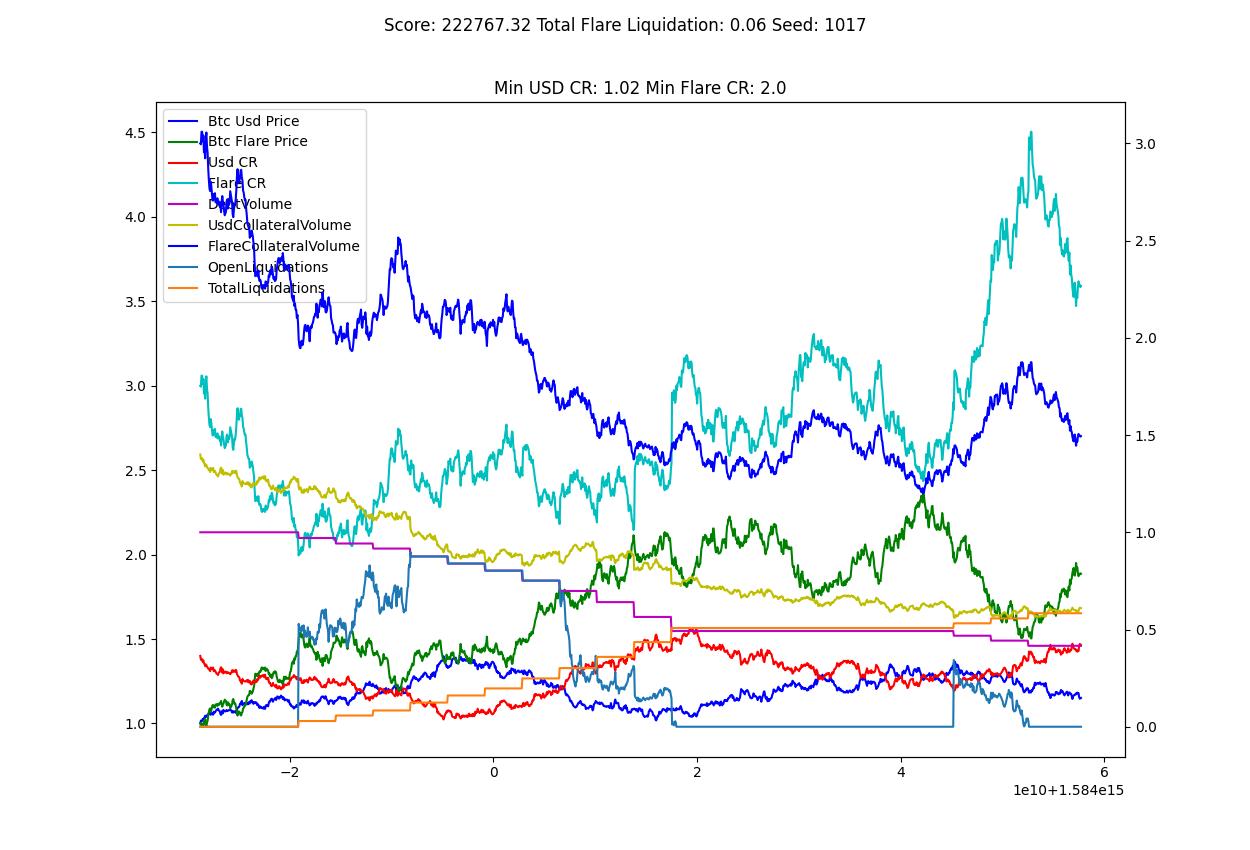 Score: 222767.32 Total Flare Liquidation: 0.06 Seed: 1017
Min USD CR: 1.02 Min Flare CR: 2.0
Btc Usd Price
Btc Flare Price
Usd CR
Flare CR
DebtVolume
UsdCollateralVolume
FlareCollateralVolume
OpenLiquidations
TotalLiquidations
4.5
4.0
3.5
3.0
2.5
2.0
1.5
1.0
3.0
2.5
2.0
1.5
1.0
0.5
0.0
−2
0
2
4
6
1e10+1.584e15